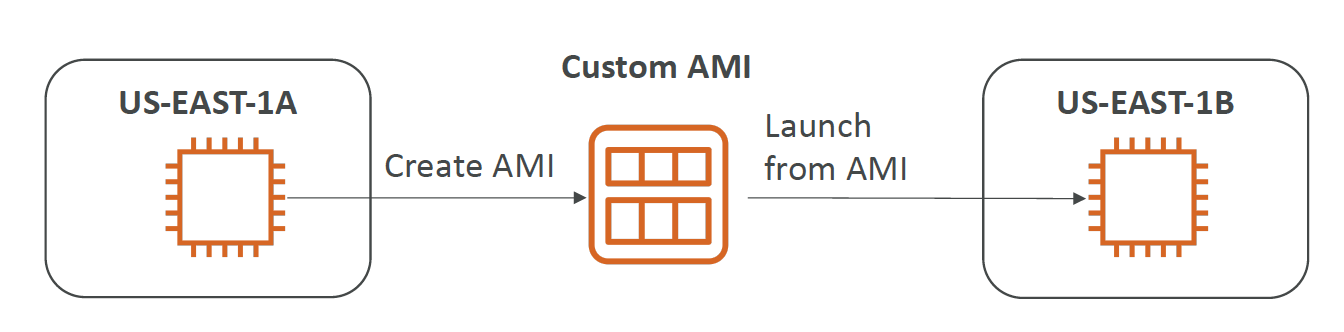 US-EAST-1A
Create AMI
Custom AMI
Launch
from AMI
US-EAST-1B